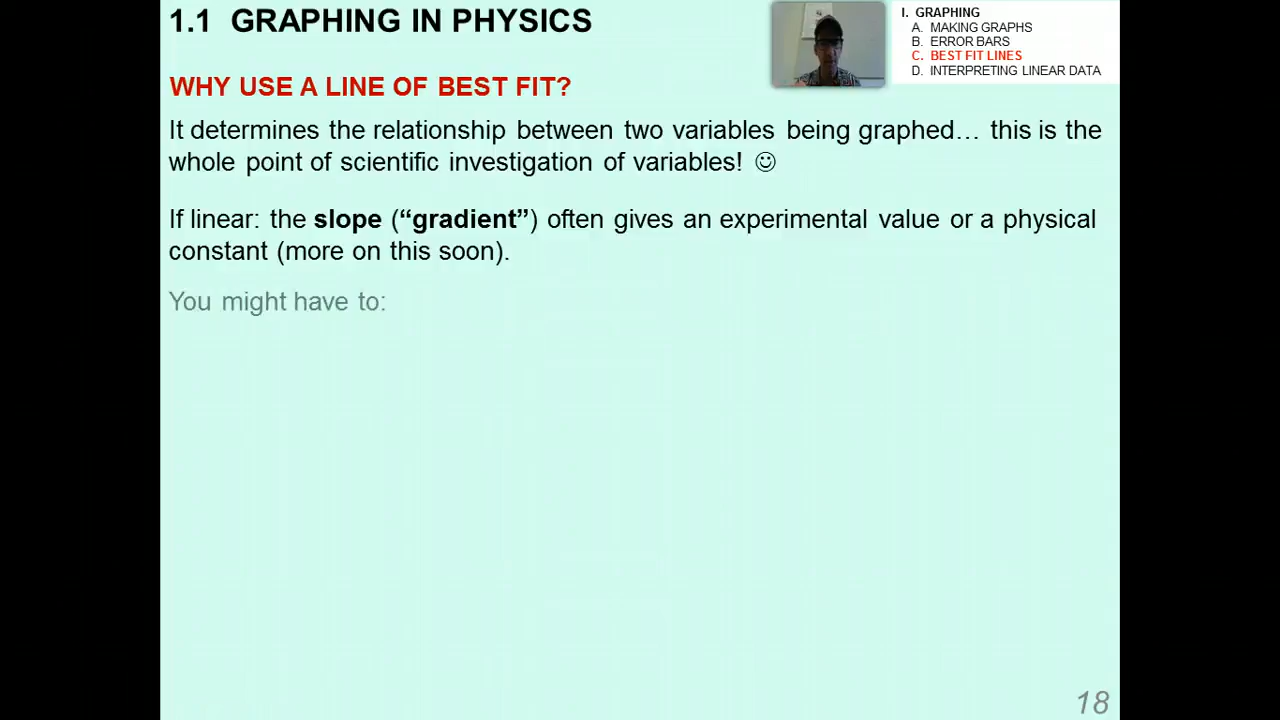 1.1 GRAPHING IN PHYSICS
I. GRAPHING
A. MAKING GRAPHS
B. ERROR BARS
C. BEST FIT LINES
D. INTERPRETING LINEAR DATA
WHY USE A LINE OF BEST FIT?
It determines the relationship between two variables being graphed… this is the
whole point of scientific investigation of variables! ☺
If linear: the slope (“gradient”) often gives an experimental value or a physical
constant (more on this soon).
You might have to:
18